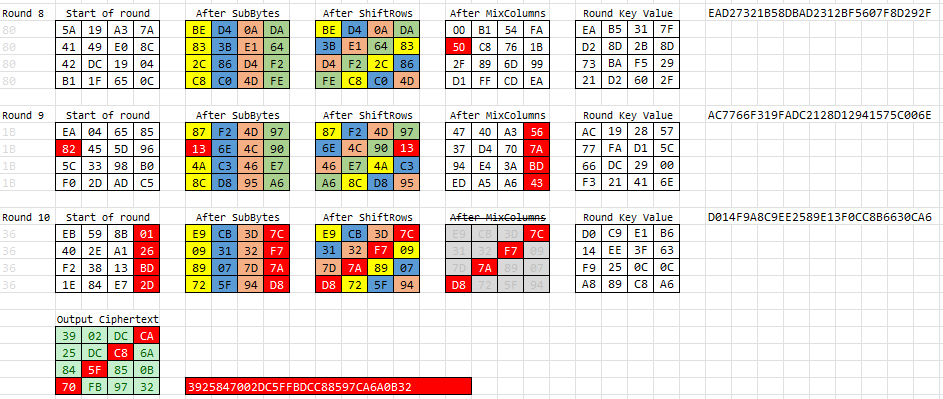 Round 8 Start of round After SubBytes After ShiftRows After MixColumns Round Key Value EAD27321B58DBAD2312BF5607F8D292F
80 5A 19 A3 7A BE D4 0A DA BE D4 0A DA 00 B1 54 FA EA B5 31 7F
80 41 49 E0 8C 83 3B E1 64 3B E1 64 83 50 C8 76 1B D2 8D 2B 8D
80 42 DC 19 04 2C 86 D4 F2 D4 F2 2C 86 2F 89 6D 99 73 BA F5 29
80 B1 1F 65 0C C8 C0 4D FE FE C8 C0 4D D1 FF CD EA 21 D2 60 2F
Round 9 Start of round After SubBytes After ShiftRows After MixColumns Round Key Value AC7766F319FADC2128D12941575C006E
1B EA 04 65 85 87 F2 4D 97 87 F2 4D 97 47 40 A3 56 AC 19 28 57
1B 82 45 5D 96 13 6E 4C 90 6E 4C 90 13 37 D4 70 7A 77 FA D1 5C
1B 5C 33 98 B0 4A C3 46 E7 46 E7 4A C3 94 E4 3A BD 66 DC 29 00
1B F0 2D AD C5 8C D8 95 A6 A6 8C D8 95 ED A5 A6 43 F3 21 41 6E
Round 10 Start of round After SubBytes After ShiftRows After MixColumns Round Key Value D014F9A8C9EE2589E13F0CC8B6630CA6
36 EB 59 8B 01 E9 CB 3D 7C E9 CB 3D 7C E9 CB 3D 7C D0 C9 E1 B6
36 40 2E A1 26 09 31 32 F7 31 32 F7 09 31 32 F7 09 14 EE 3F 63
36 F2 38 13 BD 89 07 7D 7A 7D 7A 89 07 7D 7A 89 07 F9 25 0C 0C
36 1E 84 E7 2D 72 5F 94 D8 D8 72 5F 94 D8 72 5F 94 A8 89 C8 A6
Output Ciphertext
39 02 DC CA
25 DC C8 6A
84 5F 85 0B
70 FB 97 32 3925847002DC5FFBDCC88597CA6A0B32